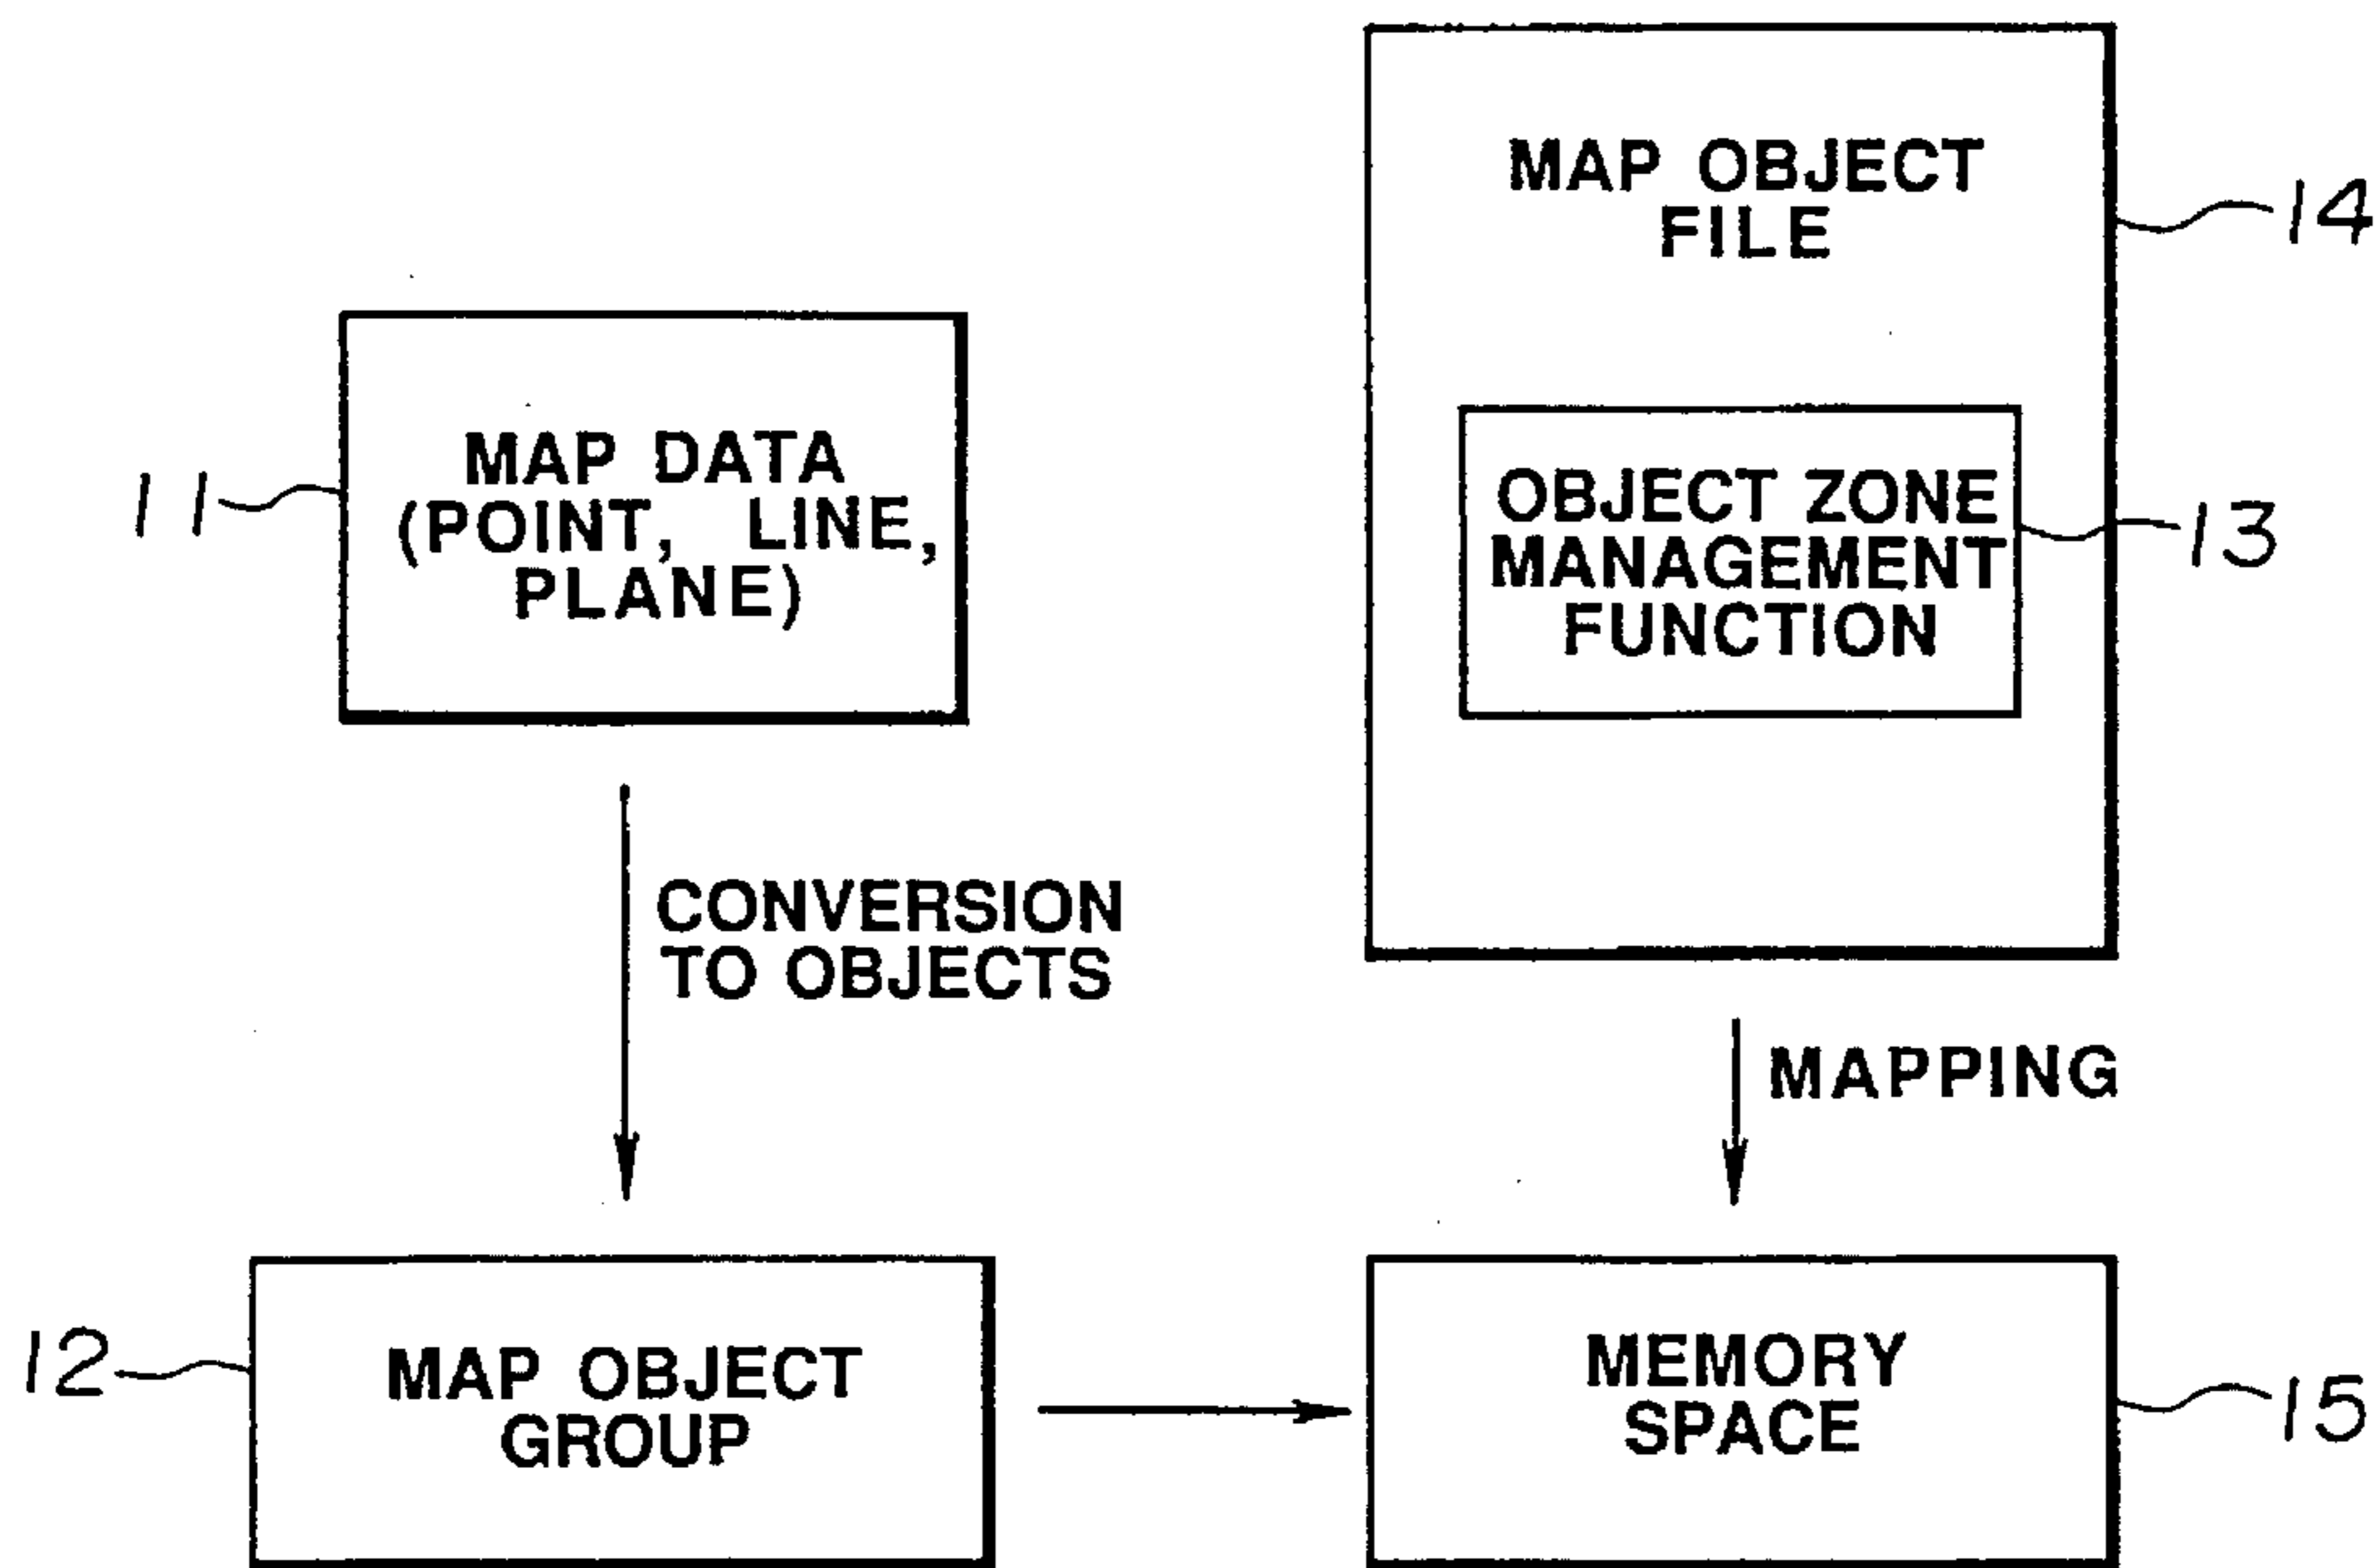 MAP OBJECT
FILE
14
MAP DATA
(POINT, LINE,
PLANE)
11
OBJECT ZONE
MANAGEMENT
FUNCTION
13
CONVERSION
TO OBJECTS
MAPPING
12
MAP OBJECT
GROUP
MEMORY
SPACE
15